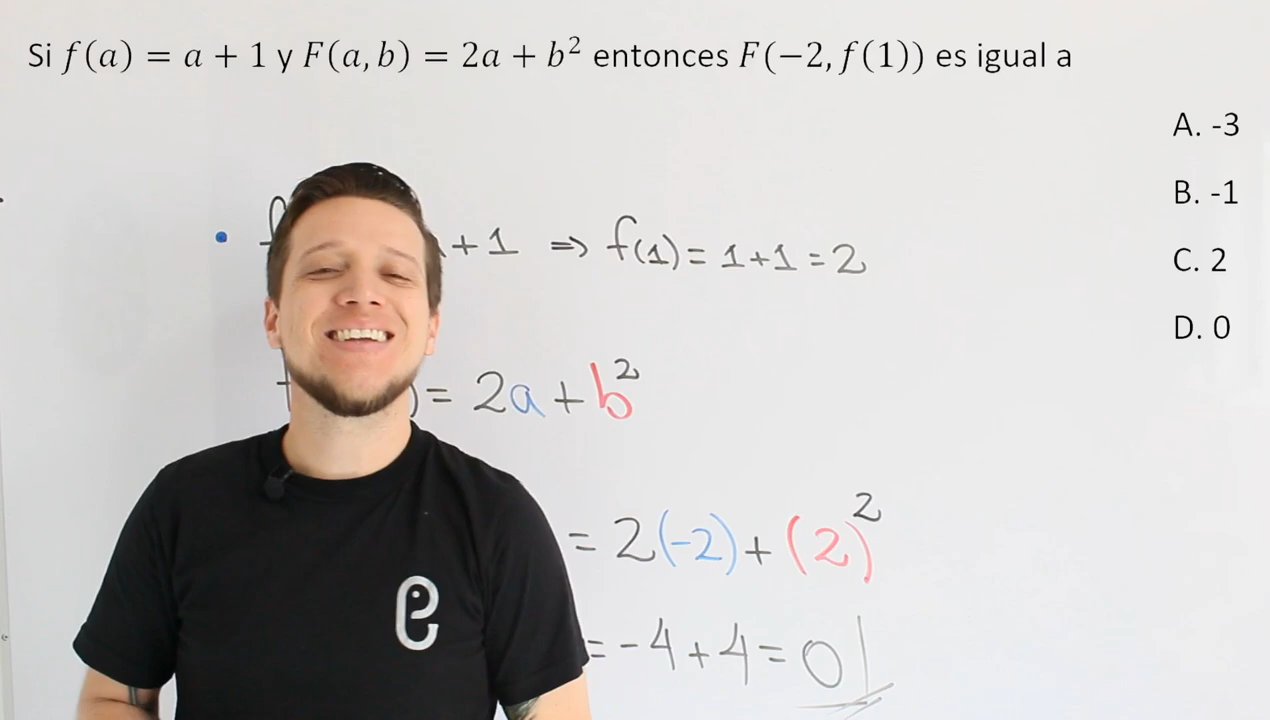 Si f(a) = a + 1 y F(a, b) = 2a + b² entonces F(−2, f(1)) es igual a
A. -3
B. -1
C. 2
D. 0
+1 ⇒ f(1) = 1+1 = 2
) = 2a + b²
= 2(-2) + (2)²
= -4 + 4 = 0